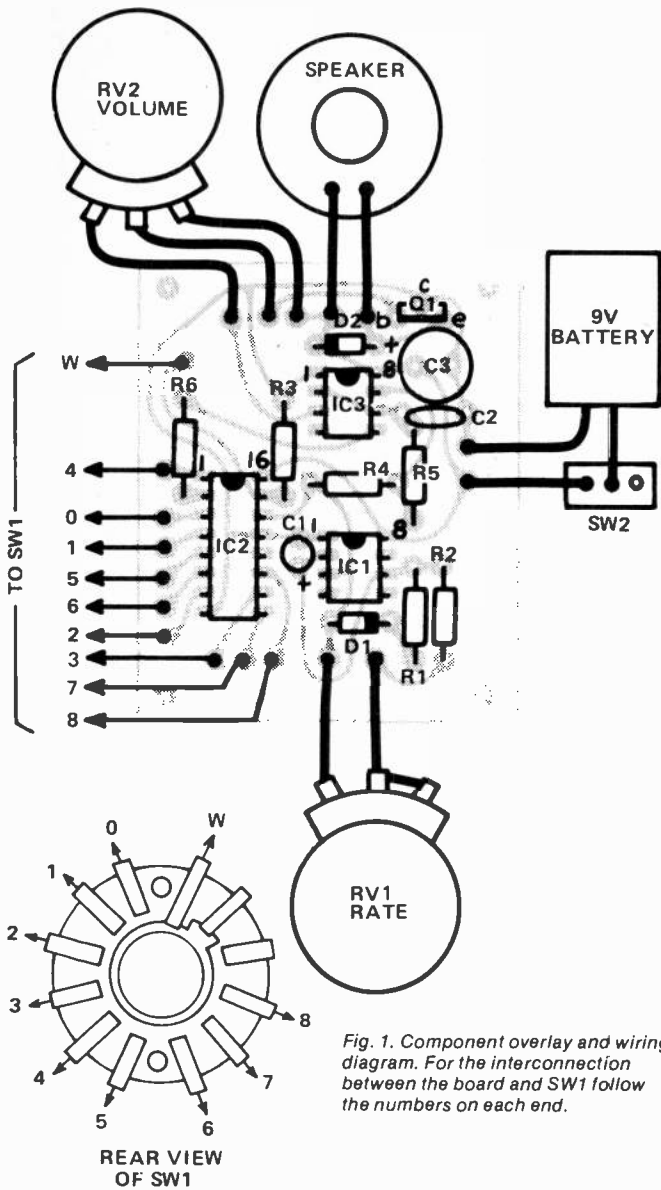 RV2
VOLUME
SPEAKER
9V
BATTERY
SW2
C
Q1
b
e
D2
+
C3
1
8
IC3
C2
W
R6
R3
R4
R5
4
1
16
0
C1
1
8
1
IC2
IC1
R2
5
6
+
2
D1
R1
3
7
8
TO SW1
RV1
RATE
W
0
1
2
3
4
5
6
7
8
REAR VIEW
OF SW1
Fig. 1. Component overlay and wiring
diagram. For the interconnection
between the board and SW1 follow
the numbers on each end.